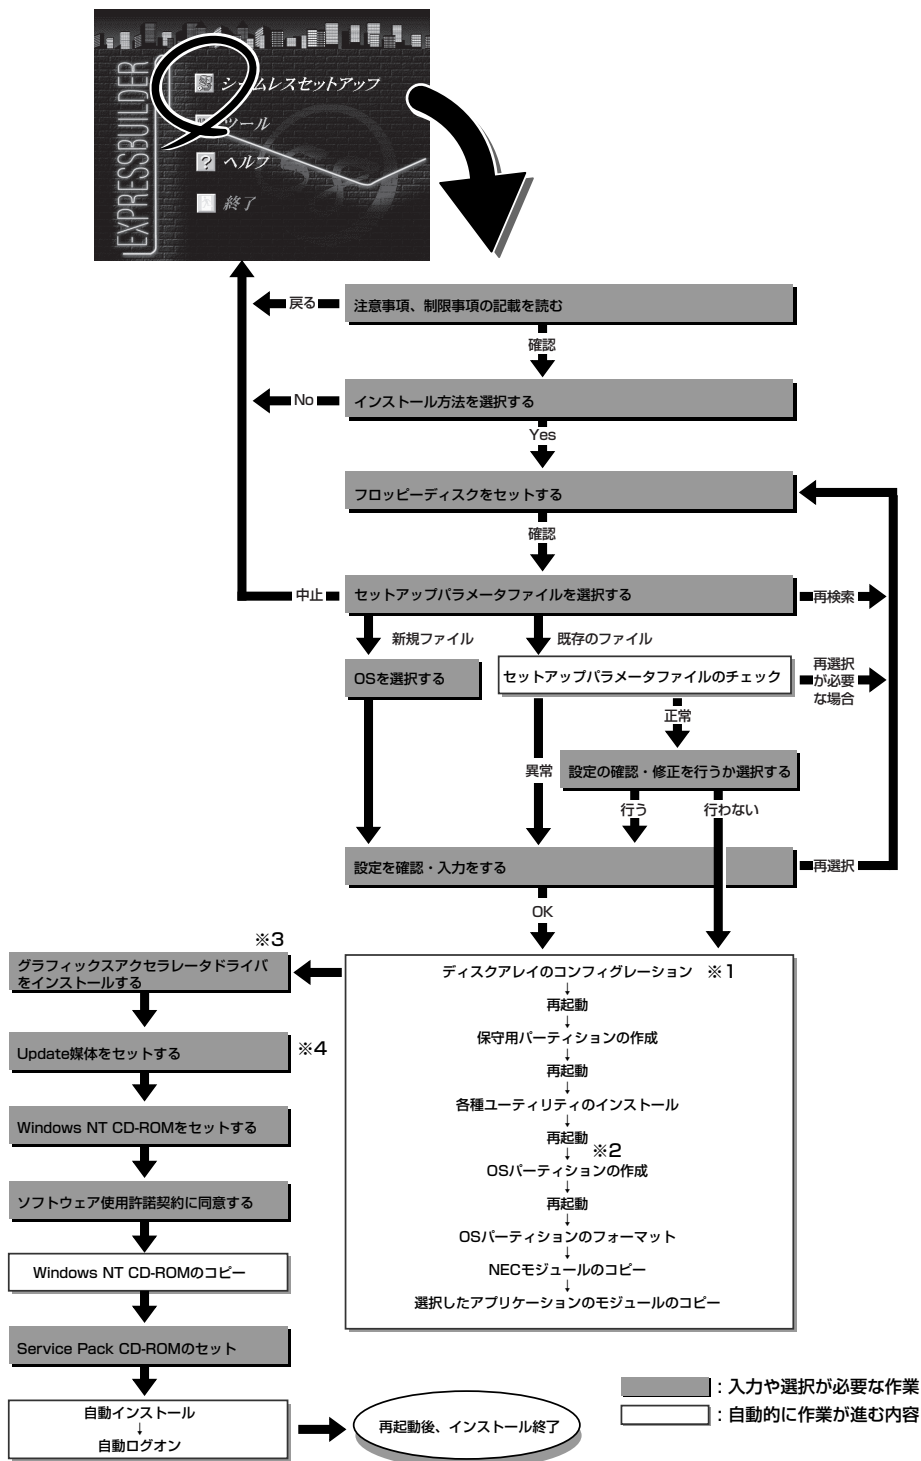 EXPRESSBUILDER
シームレスセットアップ
ツール
ヘルプ
終了
戻る
注意事項、制限事項の記載を読む
確認
No
インストール方法を選択する
Yes
フロッピーディスクをセットする
確認
中止
セットアップパラメータファイルを選択する
再検索
新規ファイル
既存のファイル
OSを選択する
セットアップパラメータファイルのチェック
再選択
が必要
な場合
正常
異常
設定の確認・修正を行うか選択する
行う
行わない
設定を確認・入力をする
再選択
OK
ディスクアレイのコンフィグレーション ※1
↓
再起動
↓
保守用パーティションの作成
↓
再起動
↓
各種ユーティリティのインストール
↓
再起動
↓ ※2
OSパーティションの作成
↓
再起動
↓
OSパーティションのフォーマット
↓
NECモジュールのコピー
↓
選択したアプリケーションのモジュールのコピー
※3
グラフィックスアクセラレータドライバ
をインストールする
Update媒体をセットする
※4
Windows NT CD-ROMをセットする
ソフトウェア使用許諾契約に同意する
Windows NT CD-ROMのコピー
Service Pack CD-ROMのセット
自動インストール
↓
自動ログオン
再起動後、インストール終了
：入力や選択が必要な作業
：自動的に作業が進む内容